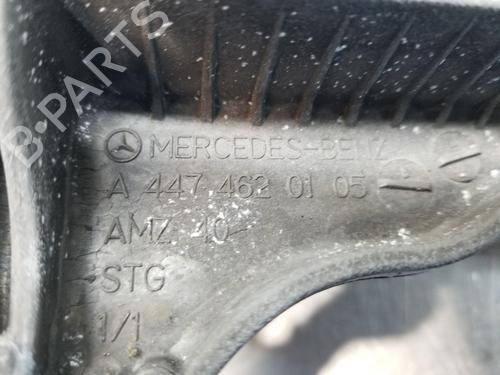 B-PARTS
MERCEDES-BENZ
A 447 462 01 05
AMZ 40
STG
1/1